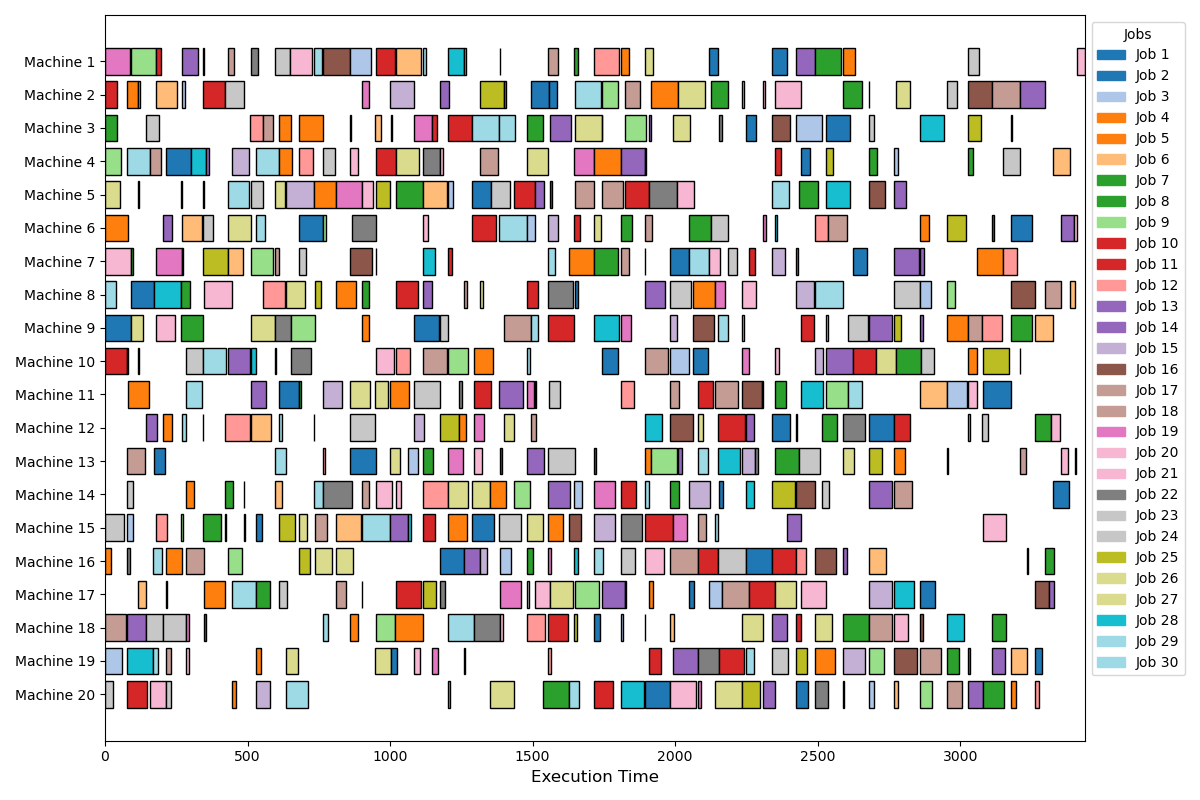 Machine 1
Machine 2
Machine 3
Machine 4
Machine 5
Machine 6
Machine 7
Machine 8
Machine 9
Machine 10
Machine 11
Machine 12
Machine 13
Machine 14
Machine 15
Machine 16
Machine 17
Machine 18
Machine 19
Machine 20
0 500 1000 1500 2000 2500 3000
Execution Time
Jobs
Job 1
Job 2
Job 3
Job 4
Job 5
Job 6
Job 7
Job 8
Job 9
Job 10
Job 11
Job 12
Job 13
Job 14
Job 15
Job 16
Job 17
Job 18
Job 19
Job 20
Job 21
Job 22
Job 23
Job 24
Job 25
Job 26
Job 27
Job 28
Job 29
Job 30